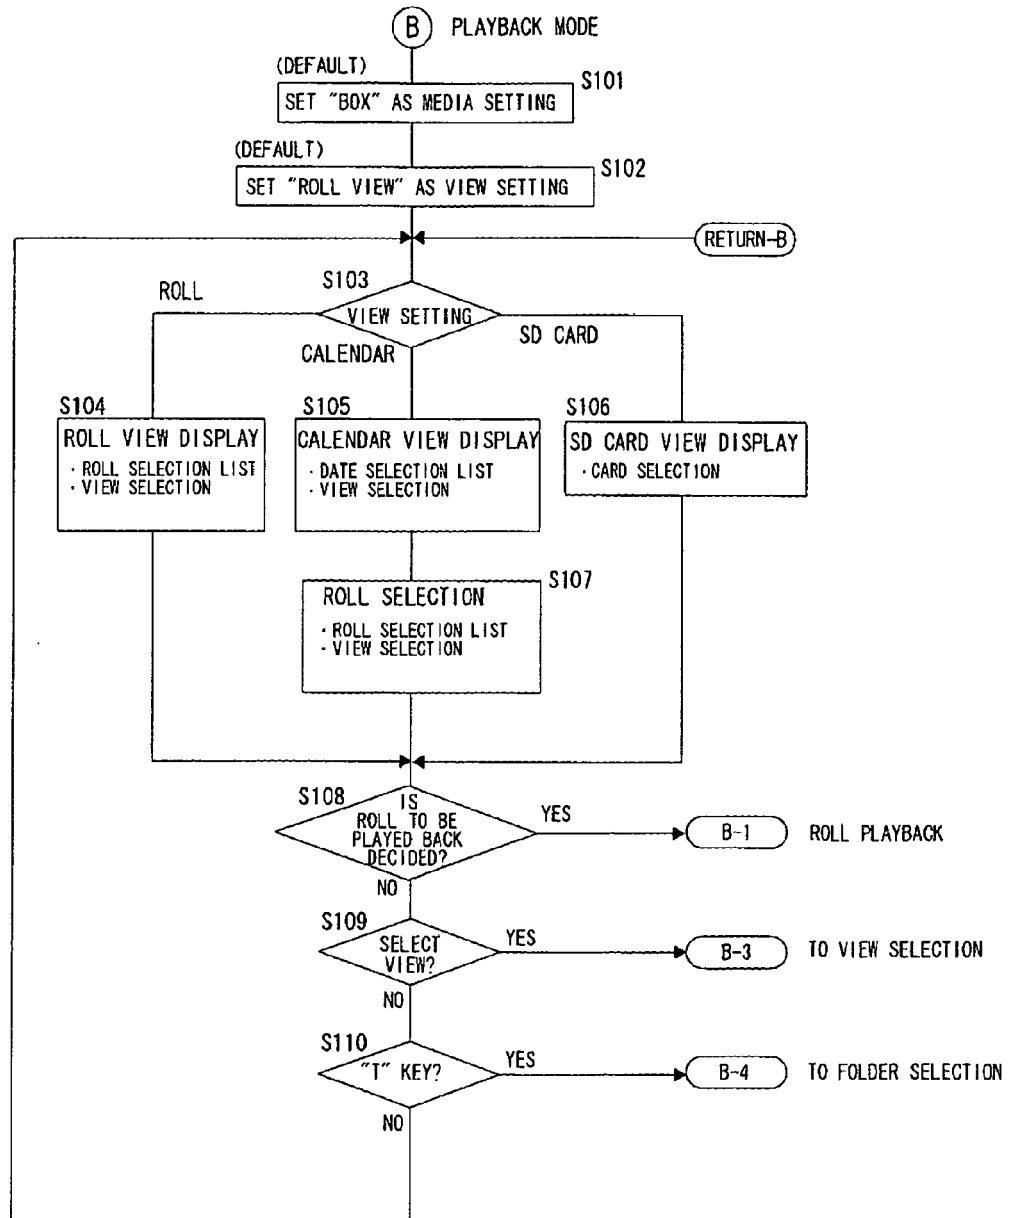 B PLAYBACK MODE
(DEFAULT)
S101
SET "BOX" AS MEDIA SETTING
(DEFAULT)
S102
SET "ROLL VIEW" AS VIEW SETTING
RETURN-B
S103
ROLL
VIEW SETTING
SD CARD
CALENDAR
S104
ROLL VIEW DISPLAY
· ROLL SELECTION LIST
· VIEW SELECTION
S105
CALENDAR VIEW DISPLAY
· DATE SELECTION LIST
· VIEW SELECTION
S106
SD CARD VIEW DISPLAY
· CARD SELECTION
S107
ROLL SELECTION
· ROLL SELECTION LIST
· VIEW SELECTION
S108
IS
ROLL TO BE
PLAYED BACK
DECIDED?
YES
B-1 ROLL PLAYBACK
NO
S109
SELECT
VIEW?
YES
B-3 TO VIEW SELECTION
NO
S110
"T" KEY?
YES
B-4 TO FOLDER SELECTION
NO